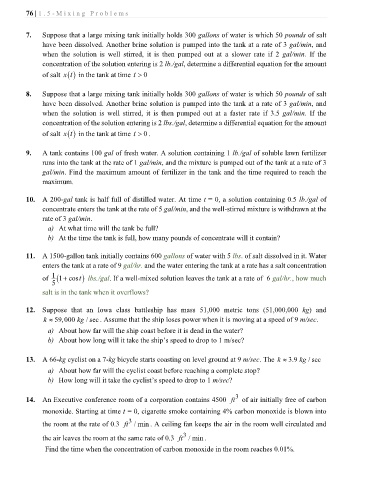 76 | 1.5-Mixing Problems
7. Suppose that a large mixing tank initially holds 300 gallons of water is which 50 pounds of salt
have been dissolved. Another brine solution is pumped into the tank at a rate of 3 gal/min, and
when the solution is well stirred, it is then pumped out at a slower rate if 2 gal/min. If the
concentration of the solution entering is 2 lb./gal, determine a differential equation for the amount
of salt x(t) in the tank at time t > 0
8. Suppose that a large mixing tank initially holds 300 gallons of water is which 50 pounds of salt
have been dissolved. Another brine solution is pumped into the tank at a rate of 3 gal/min, and
when the solution is well stirred, it is then pumped out at a faster rate if 3.5 gal/min. If the
concentration of the solution entering is 2 lbs./gal, determine a differential equation for the amount
of salt x(t) in the tank at time t > 0 .
9. A tank contains 100 gal of fresh water. A solution containing 1 lb./gal of soluble lawn fertilizer
runs into the tank at the rate of 1 gal/min, and the mixture is pumped out of the tank at a rate of 3
gal/min. Find the maximum amount of fertilizer in the tank and the time required to reach the
maximum.
10. A 200-gal tank is half full of distilled water. At time t = 0, a solution containing 0.5 lb./gal of
concentrate enters the tank at the rate of 5 gal/min, and the well-stirred mixture is withdrawn at the
rate of 3 gal/min.
a) At what time will the tank be full?
b) At the time the tank is full, how many pounds of concentrate will it contain?
11. A 1500-gallon tank initially contains 600 gallons of water with 5 lbs. of salt dissolved in it. Water
enters the tank at a rate of 9 gal/hr. and the water entering the tank at a rate has a salt concentration
of 1/5 (1 + cos t) lbs./gal. If a well-mixed solution leaves the tank at a rate of 6 gal/hr., how much
salt is in the tank when it overflows?
12. Suppose that an Iowa class battleship has mass 51,000 metric tons (51,000,000 kg) and
k ≈ 59,000 kg / sec . Assume that the ship loses power when it is moving at a speed of 9 m/sec.
a) About how far will the ship coast before it is dead in the water?
b) About how long will it take the ship's speed to drop to 1 m/sec?
13. A 66-kg cyclist on a 7-kg bicycle starts coasting on level ground at 9 m/sec. The k ≈ 3.9 kg / sec
a) About how far will the cyclist coast before reaching a complete stop?
b) How long will it take the cyclist's speed to drop to 1 m/sec?
14. An Executive conference room of a corporation contains 4500 ft³ of air initially free of carbon
monoxide. Starting at time t = 0, cigarette smoke containing 4% carbon monoxide is blown into
the room at the rate of 0.3 ft³ / min . A ceiling fan keeps the air in the room well circulated and
the air leaves the room at the same rate of 0.3 ft³ / min .
Find the time when the concentration of carbon monoxide in the room reaches 0.01%.